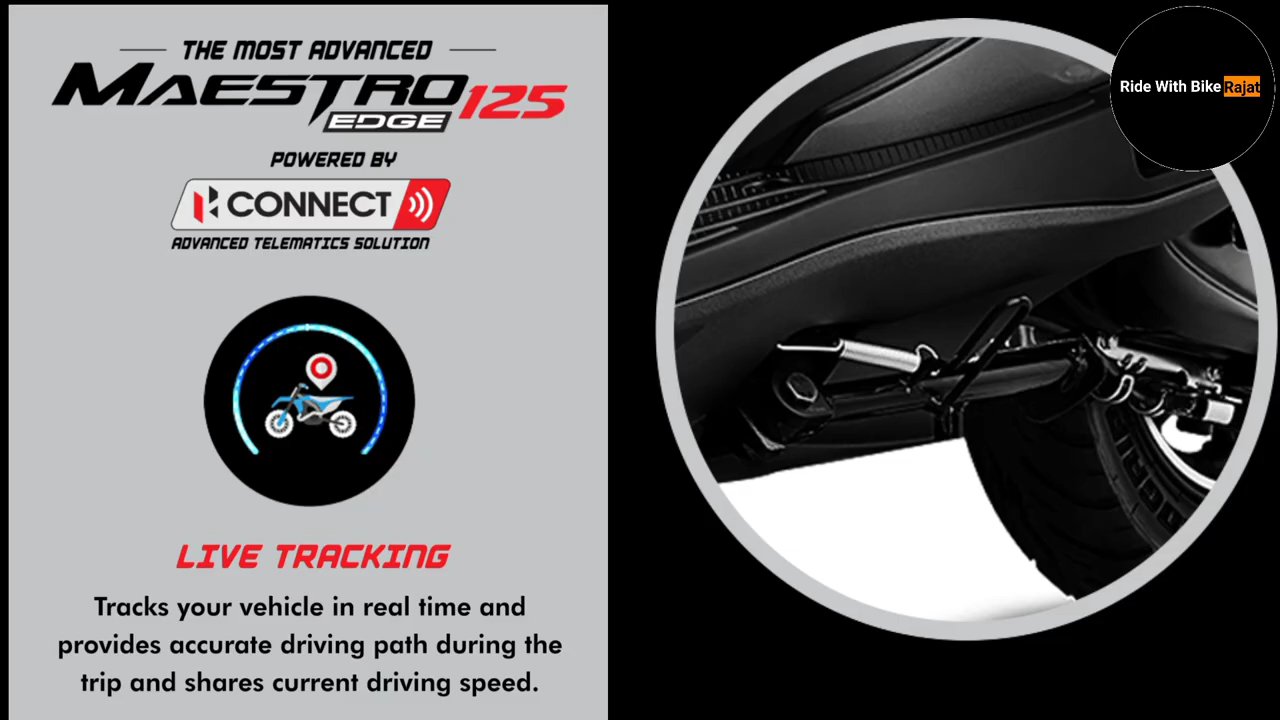 THE MOST ADVANCED
MAESTRO 125
EDGE
POWERED BY
CONNECT
ADVANCED TELEMATICS SOLUTION
LIVE TRACKING
Tracks your vehicle in real time and
provides accurate driving path during the
trip and shares current driving speed.
Ride With Bike Rajat